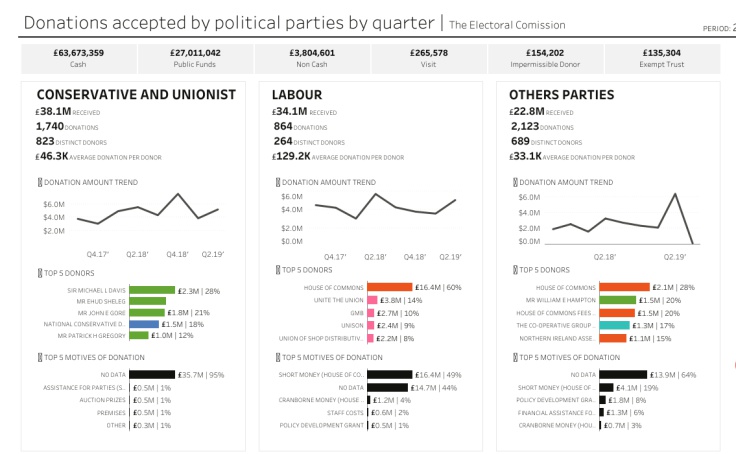 Donations accepted by political parties by quarter | The Electoral Comission
PERIOD: 2
£63,673,359 £27,011,042 £3,804,601 £265,578 £154,202 £135,304
Cash Public Funds Non Cash Visit Impermissible Donor Exempt Trust
CONSERVATIVE AND UNIONIST
£38.1M RECEIVED
1,740 DONATIONS
823 DISTINCT DONORS
£46.3K AVERAGE DONATION PER DONOR
DONATION AMOUNT TREND
$6.0M
$4.0M
$2.0M
Q4.17' Q2.18' Q4.18' Q2.19'
TOP 5 DONORS
SIR MICHAEL L DAVIS £2.3M | 28%
MR EHUD SHELEG
MR JOHN E GORE £1.8M | 21%
NATIONAL CONSERVATIVE D.. £1.5M | 18%
MR PATRICK H GREGORY £1.0M | 12%
TOP 5 MOTIVES OF DONATION
NO DATA £35.7M | 95%
ASSISTANCE FOR PARTIES (S.. £0.5M | 1%
AUCTION PRIZES £0.5M | 1%
PREMISES £0.5M | 1%
OTHER £0.3M | 1%
LABOUR
£34.1M RECEIVED
864 DONATIONS
264 DISTINCT DONORS
£129.2K AVERAGE DONATION PER DONOR
DONATION AMOUNT TREND
$6.0M
$4.0M
$2.0M
$0.0M
Q4.17' Q2.18' Q4.18' Q2.19'
TOP 5 DONORS
HOUSE OF COMMONS £16.4M | 60%
UNITE THE UNION £3.8M | 14%
GMB £2.7M | 10%
UNISON £2.4M | 9%
UNION OF SHOP DISTRIBUTIV.. £2.2M | 8%
TOP 5 MOTIVES OF DONATION
SHORT MONEY (HOUSE OF CO.. £16.4M | 49%
NO DATA £14.7M | 44%
CRANBORNE MONEY (HOUSE .. £1.2M | 4%
STAFF COSTS £0.6M | 2%
POLICY DEVELOPMENT GRANT £0.5M | 1%
OTHERS PARTIES
£22.8M RECEIVED
2,123 DONATIONS
689 DISTINCT DONORS
£33.1K AVERAGE DONATION PER DONOR
DONATION AMOUNT TREND
$6.0M
$4.0M
$2.0M
$0.0M
Q2.18' Q2.19'
TOP 5 DONORS
HOUSE OF COMMONS £2.1M | 28%
MR WILLIAM E HAMPTON £1.5M | 20%
HOUSE OF COMMONS FEES .. £1.5M | 20%
THE CO-OPERATIVE GROUP .. £1.3M | 17%
NORTHERN IRELAND ASSE.. £1.1M | 15%
TOP 5 MOTIVES OF DONATION
NO DATA £13.9M | 64%
SHORT MONEY (HOUSE OF .. £4.1M | 19%
POLICY DEVELOPMENT GRA.. £1.8M | 8%
FINANCIAL ASSISTANCE FO.. £1.3M | 6%
CRANBORNE MONEY (HOU.. £0.7M | 3%